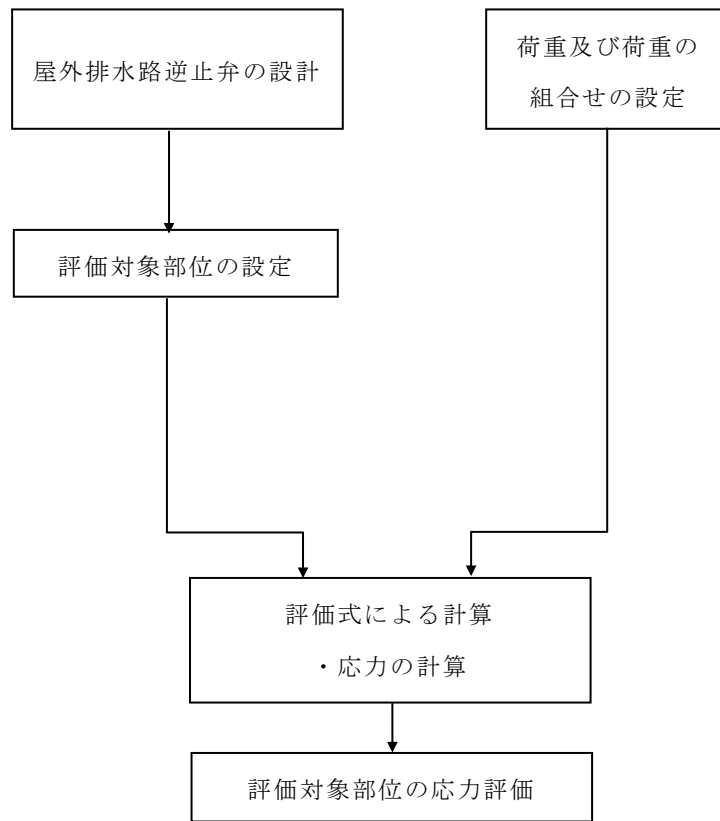 屋外排水路逆止弁の設計
荷重及び荷重の
組合せの設定
評価対象部位の設定
評価式による計算
・応力の計算
評価対象部位の応力評価